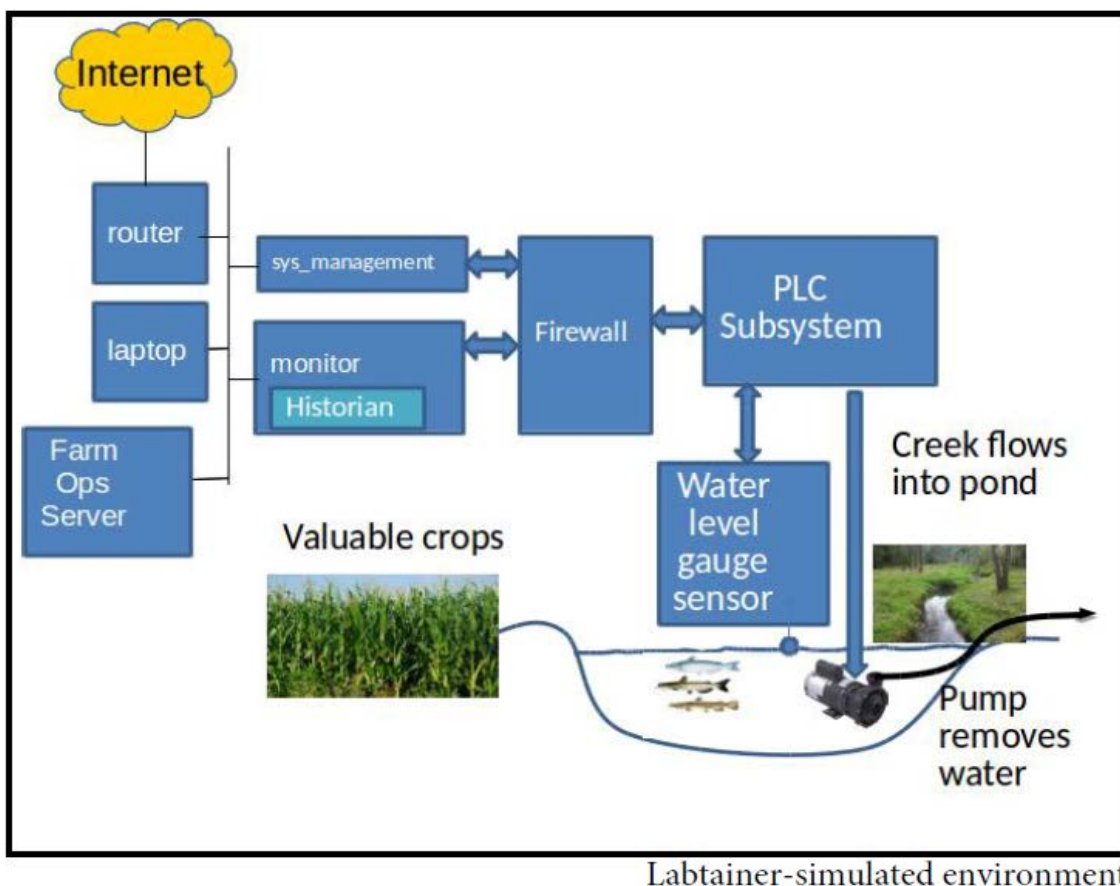 Internet
router
laptop
Farm
Ops
Server
sys_management
monitor
Historian
Firewall
PLC
Subsystem
Water
level
gauge
sensor
Creek flows
into pond
Valuable crops
Pump
removes
water
Labtainer-simulated environment